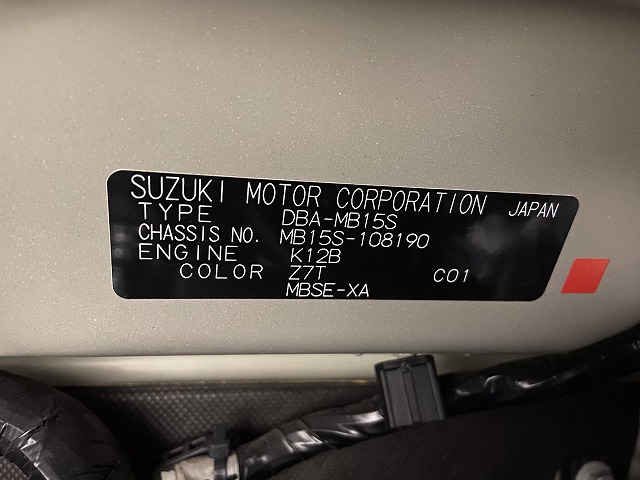 SUZUKI MOTOR CORPORATION JAPAN
TYPE DBA-MB15S
CHASSIS NO. MB15S-108190
ENGINE K12B
COLOR Z7T C01
MBSE-XA